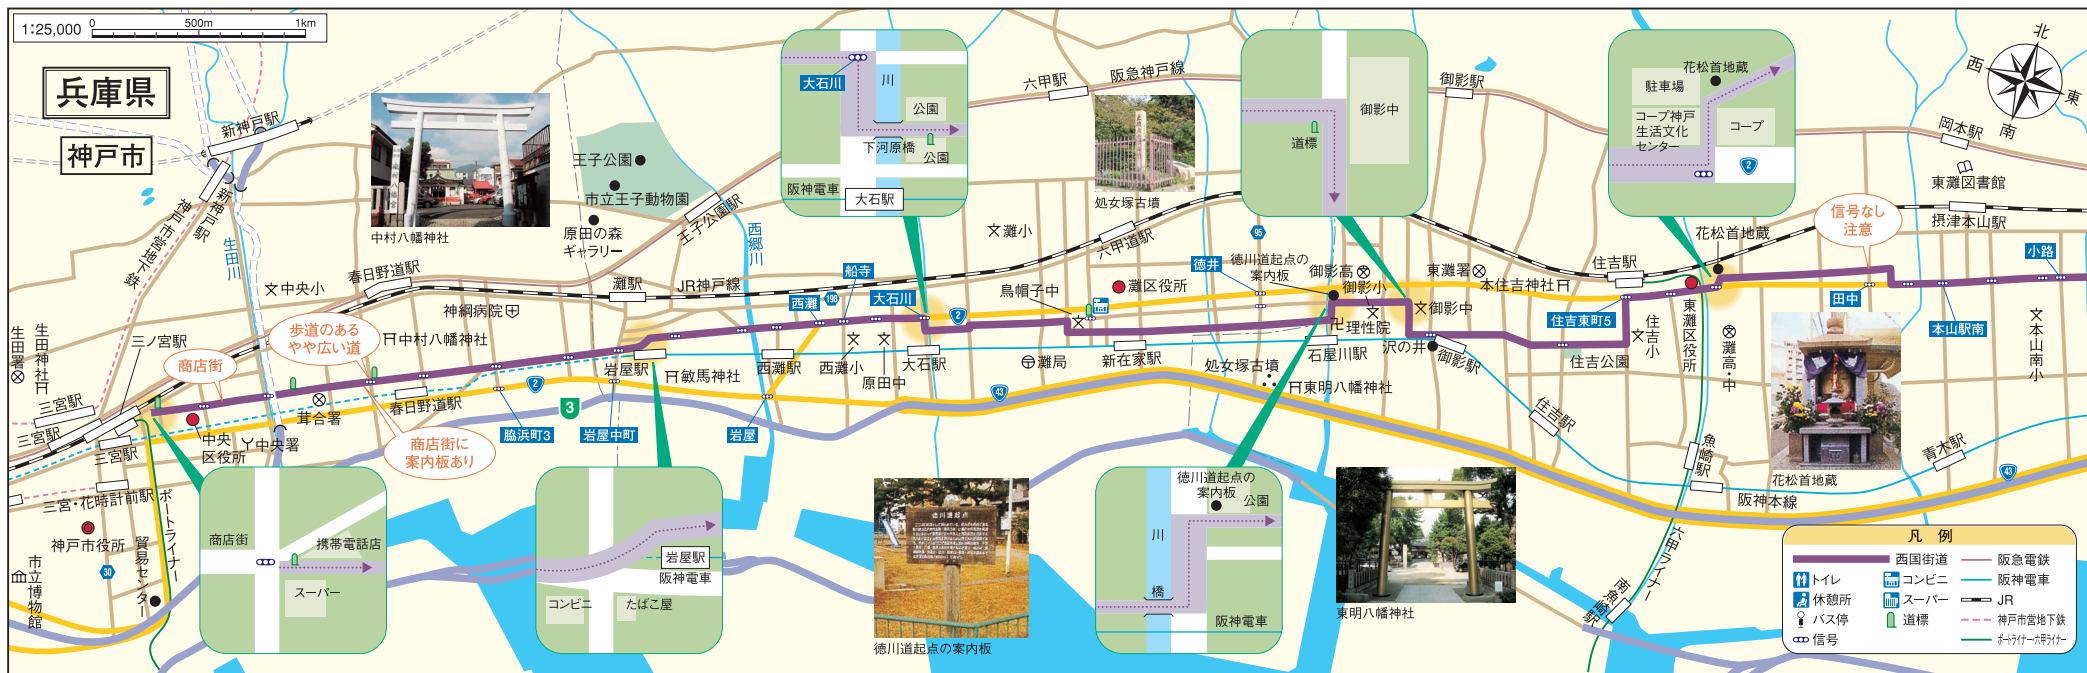 1:25,000
0 500m 1km
兵庫県
神戸市
新神戸駅
新神戸駅
神戸市営地下鉄
生田川
中村八幡神社
王子公園
市立王子動物園
原田の森
ギャラリー
王子公園駅
西郷川
大石川
川
公園
下河原橋
公園
阪神電車
大石駅
六甲駅
阪急神戸線
処女塚古墳
御影中
道標
御影駅
花松首地蔵
駐車場
コープ神戸
生活文化
センター
コープ
2
北
西
東
南
岡本駅
東灘図書館
摂津本山駅
信号なし
注意
花松首地蔵
小路
田中
本山駅南
本山南小
灘高・中
東灘区役所
住吉駅
住吉小
住吉東町5
住吉公園
本住吉神社
東灘署
御影高
御影小
御影中
徳川道起点の
案内板
95
徳井
理性院
沢の井
御影駅
石屋川駅
東明八幡神社
処女塚古墳
新在家駅
灘局
灘区役所
烏帽子中
六甲道駅
灘小
2
大石川
大石駅
船寺
198
西灘
原田中
西灘小
西灘駅
岩屋
敏馬神社
岩屋駅
灘駅
JR神戸線
神鋼病院
春日野道駅
中央小
中村八幡神社
歩道のある
やや広い道
商店街
三ノ宮駅
生田神社
生田署
三宮駅
三宮駅
三宮駅
中央
区役所
中央署
葺合署
春日野道駅
2
脇浜町3
3
岩屋中町
43
商店街に
案内板あり
三宮・花時計前駅
ポートライナー
神戸市役所
貿易センター
30
市立博物館
商店街
携帯電話店
スーパー
岩屋駅
阪神電車
コンビニ
たばこ屋
徳川道起点
徳川道起点の案内板
徳川道起点の
案内板
公園
川
橋
阪神電車
東明八幡神社
住吉駅
魚崎駅
阪神本線
青木駅
43
六甲ライナー
南魚崎駅
花松首地蔵
凡例
西国街道
阪急電鉄
トイレ
コンビニ
阪神電車
休憩所
スーパー
JR
バス停
道標
神戸市営地下鉄
信号
ポートライナー・六甲ライナー